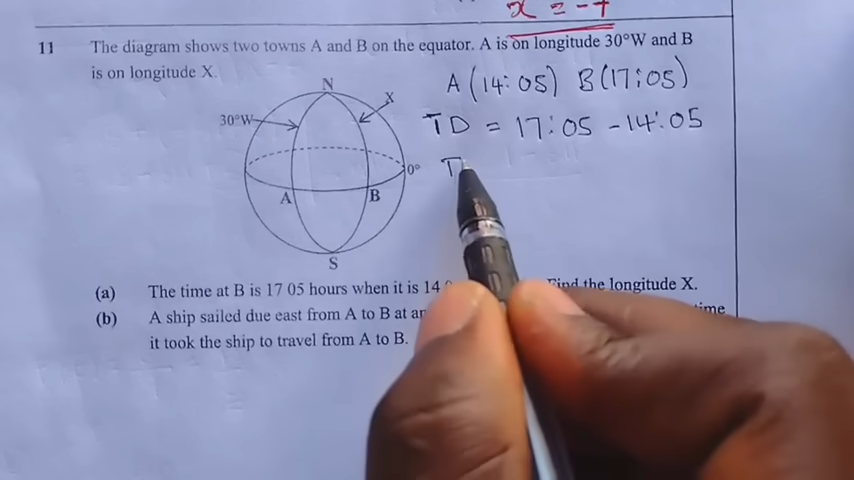 x = -7
11 The diagram shows two towns A and B on the equator. A is on longitude 30°W and B
is on longitude X.
A (14:05) B(17:05)
TD = 17:05 - 14:05
T
N
X
30°W
0°
A
B
S
(a) The time at B is 17 05 hours when it is 14 Find the longitude X.
(b) A ship sailed due east from A to B at time
it took the ship to travel from A to B.